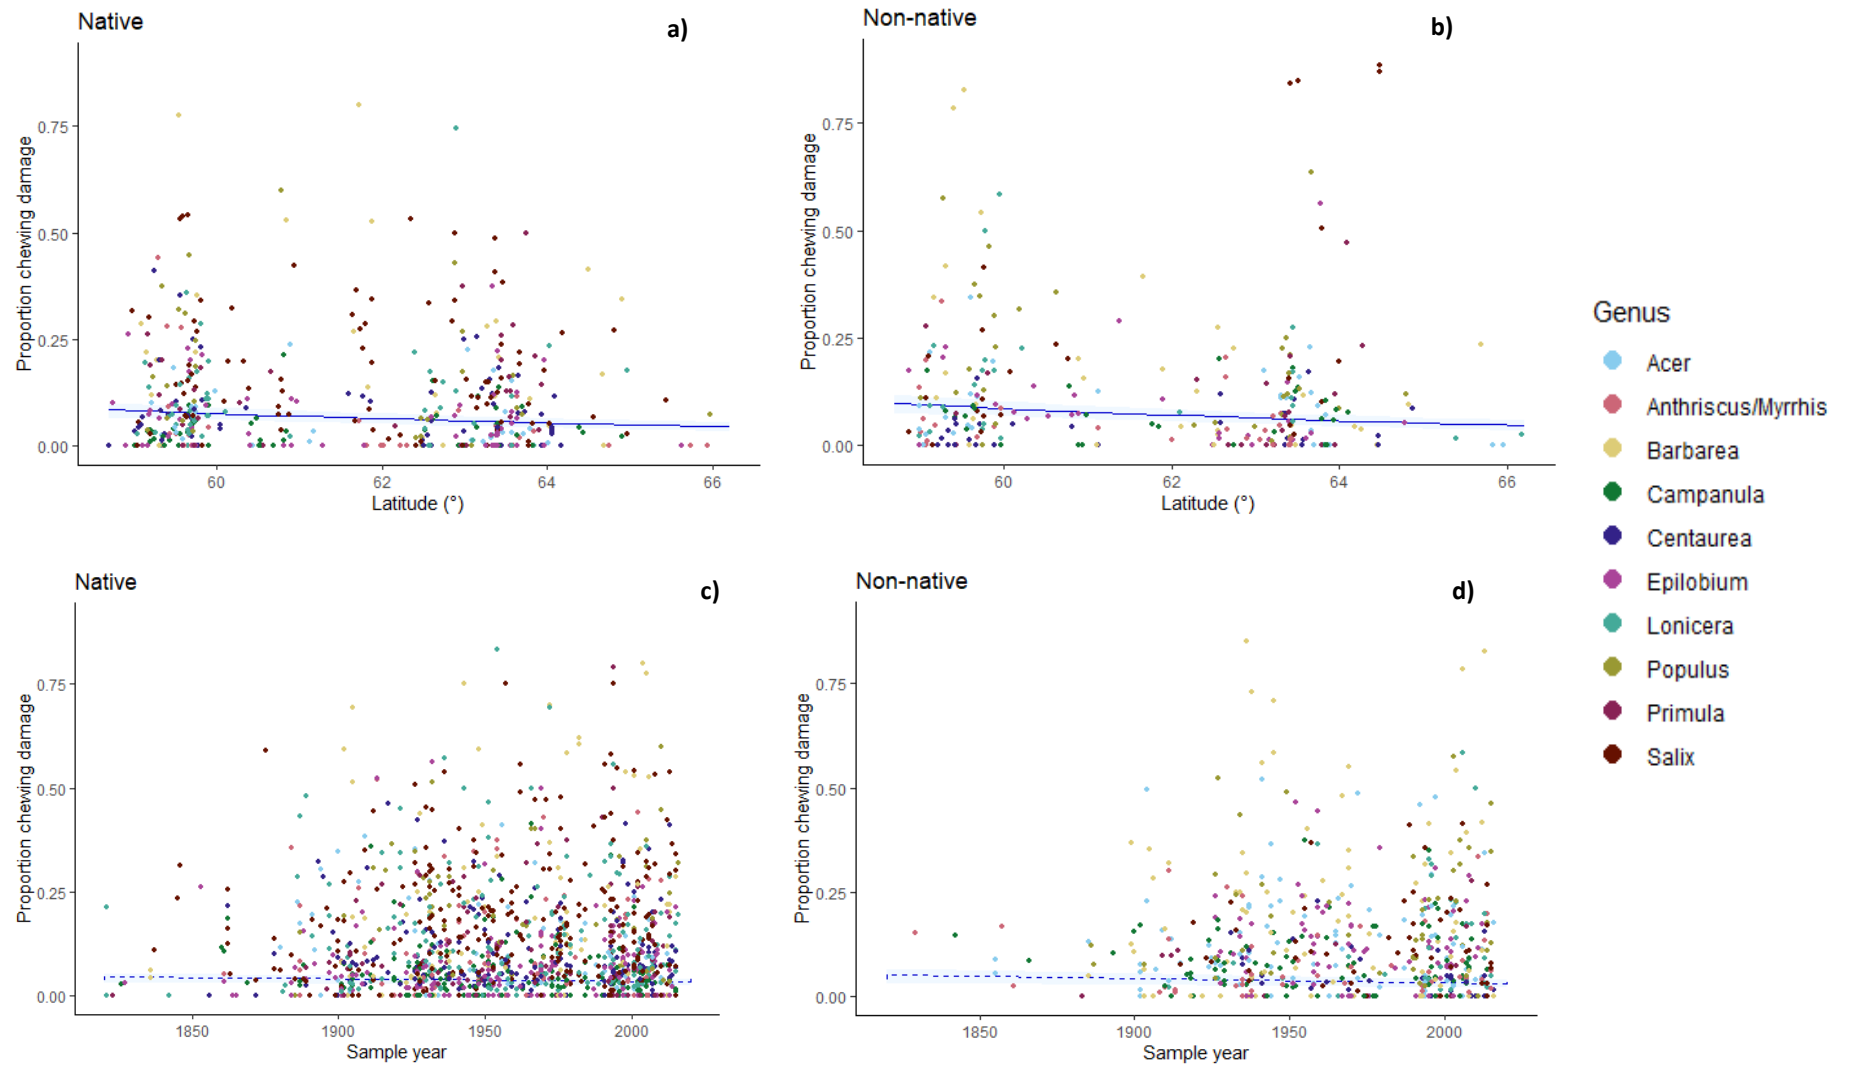 Native
a)
Proportion chewing damage
0.75
0.50
0.25
0.00
60
62
64
66
Latitude (°)
Non-native
b)
Proportion chewing damage
0.75
0.50
0.25
0.00
60
62
64
66
Latitude (°)
Genus
Acer
Anthriscus/Myrrhis
Barbarea
Campanula
Centaurea
Epilobium
Lonicera
Populus
Primula
Salix
Native
c)
Proportion chewing damage
0.75
0.50
0.25
0.00
1850
1900
1950
2000
Sample year
Non-native
d)
Proportion chewing damage
0.75
0.50
0.25
0.00
1850
1900
1950
2000
Sample year